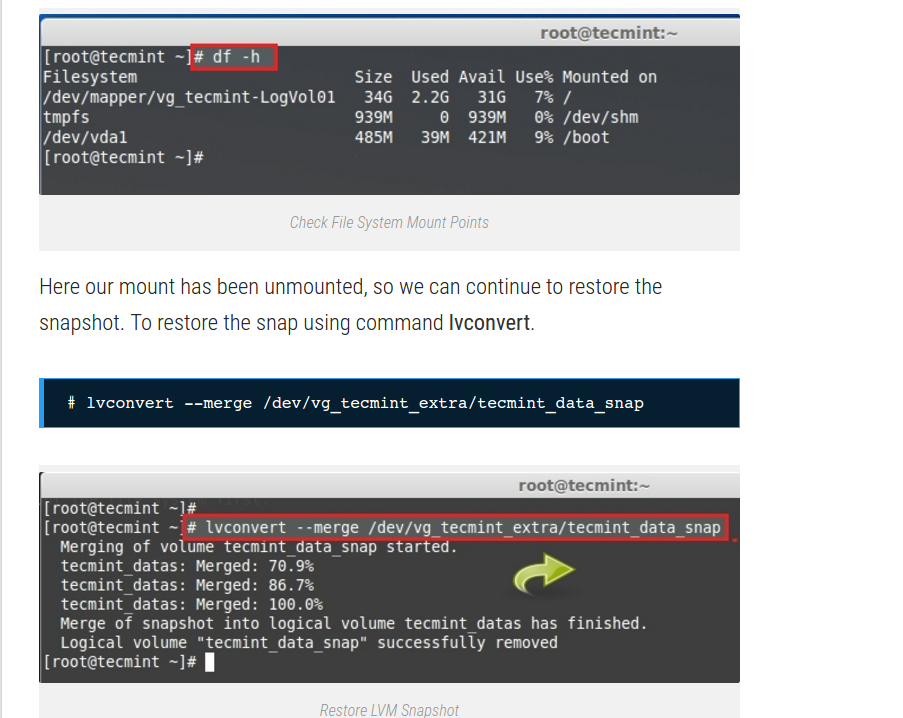 root@tecmint:~
[root@tecmint ~]# df -h
Filesystem Size Used Avail Use% Mounted on
/dev/mapper/vg_tecmint-LogVol01 34G 2.2G 31G 7% /
tmpfs 939M 0 939M 0% /dev/shm
/dev/vda1 485M 39M 421M 9% /boot
[root@tecmint ~]#
Check File System Mount Points
Here our mount has been unmounted, so we can continue to restore the
snapshot. To restore the snap using command lvconvert.
# lvconvert --merge /dev/vg_tecmint_extra/tecmint_data_snap
root@tecmint:~
[root@tecmint ~]#
[root@tecmint ~]# lvconvert --merge /dev/vg_tecmint_extra/tecmint_data_snap
Merging of volume tecmint_data_snap started.
tecmint_datas: Merged: 70.9%
tecmint_datas: Merged: 86.7%
tecmint_datas: Merged: 100.0%
Merge of snapshot into logical volume tecmint_datas has finished.
Logical volume "tecmint_data_snap" successfully removed
[root@tecmint ~]#
Restore LVM Snapshot